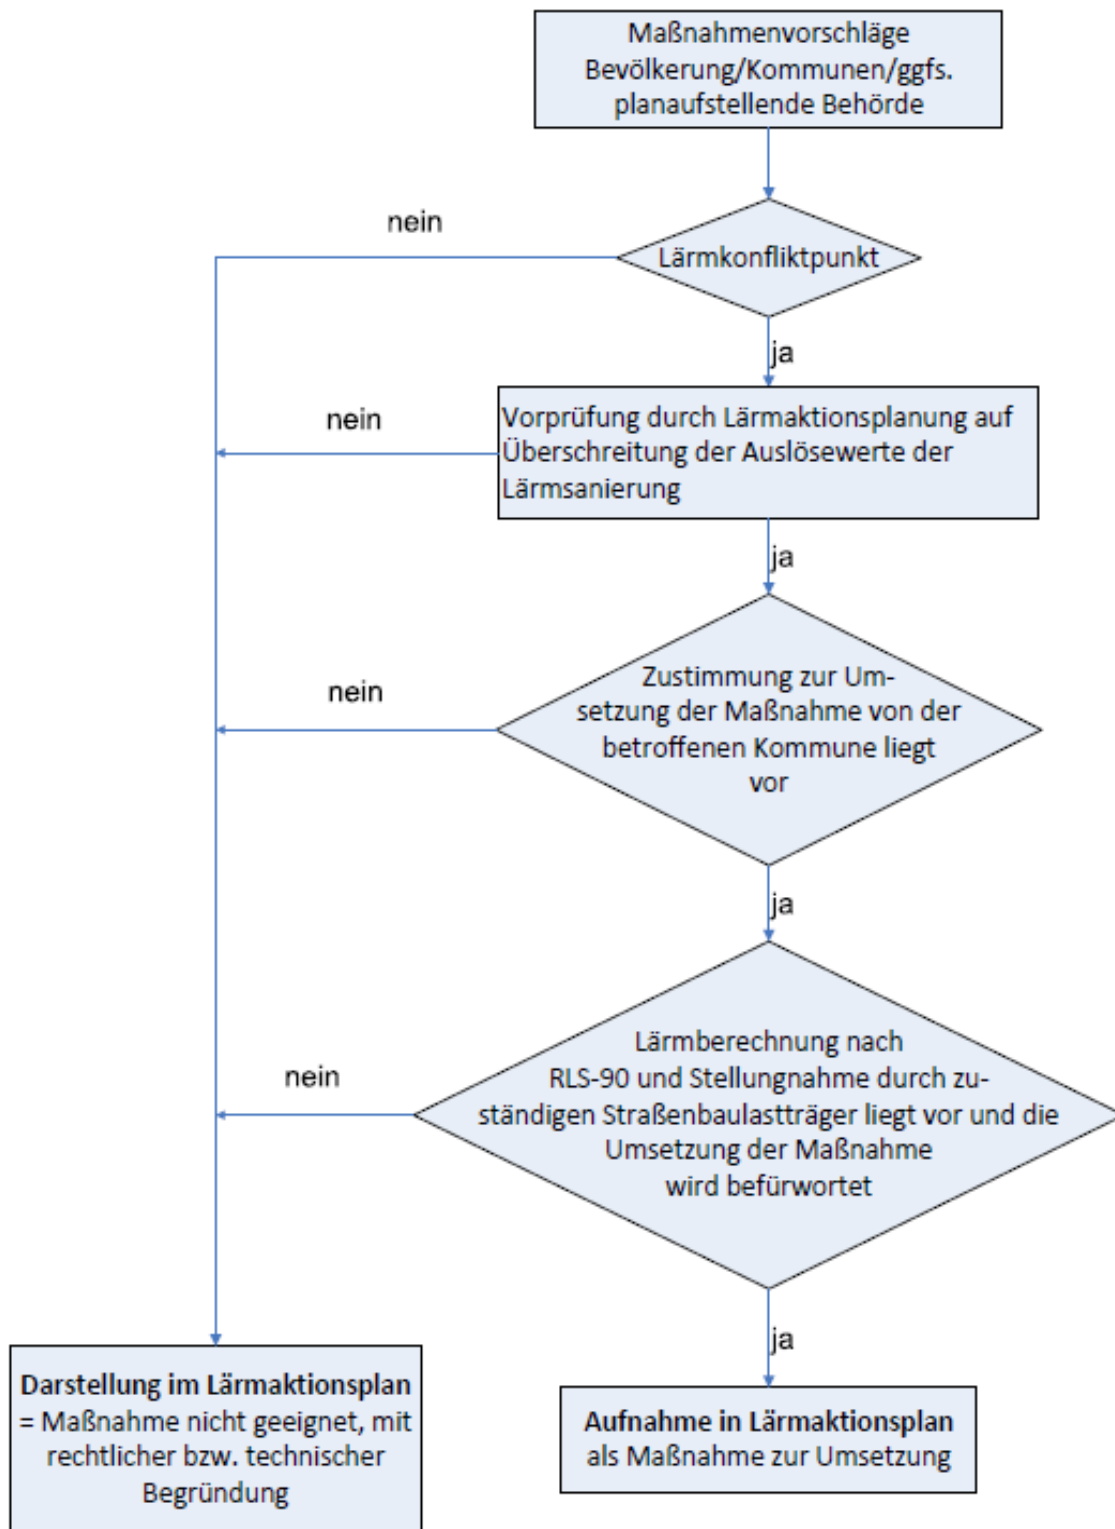 Maßnahmenvorschläge
Bevölkerung/Kommunen/ggfs.
planaufstellende Behörde
nein
Lärmkonfliktpunkt
ja
nein
Vorprüfung durch Lärmaktionsplanung auf
Überschreitung der Auslösewerte der
Lärmsanierung
ja
nein
Zustimmung zur Um-
setzung der Maßnahme von der
betroffenen Kommune liegt
vor
ja
nein
Lärmberechnung nach
RLS-90 und Stellungnahme durch zu-
ständigen Straßenbaulastträger liegt vor und die
Umsetzung der Maßnahme
wird befürwortet
ja
Darstellung im Lärmaktionsplan
= Maßnahme nicht geeignet, mit
rechtlicher bzw. technischer
Begründung
Aufnahme in Lärmaktionsplan
als Maßnahme zur Umsetzung